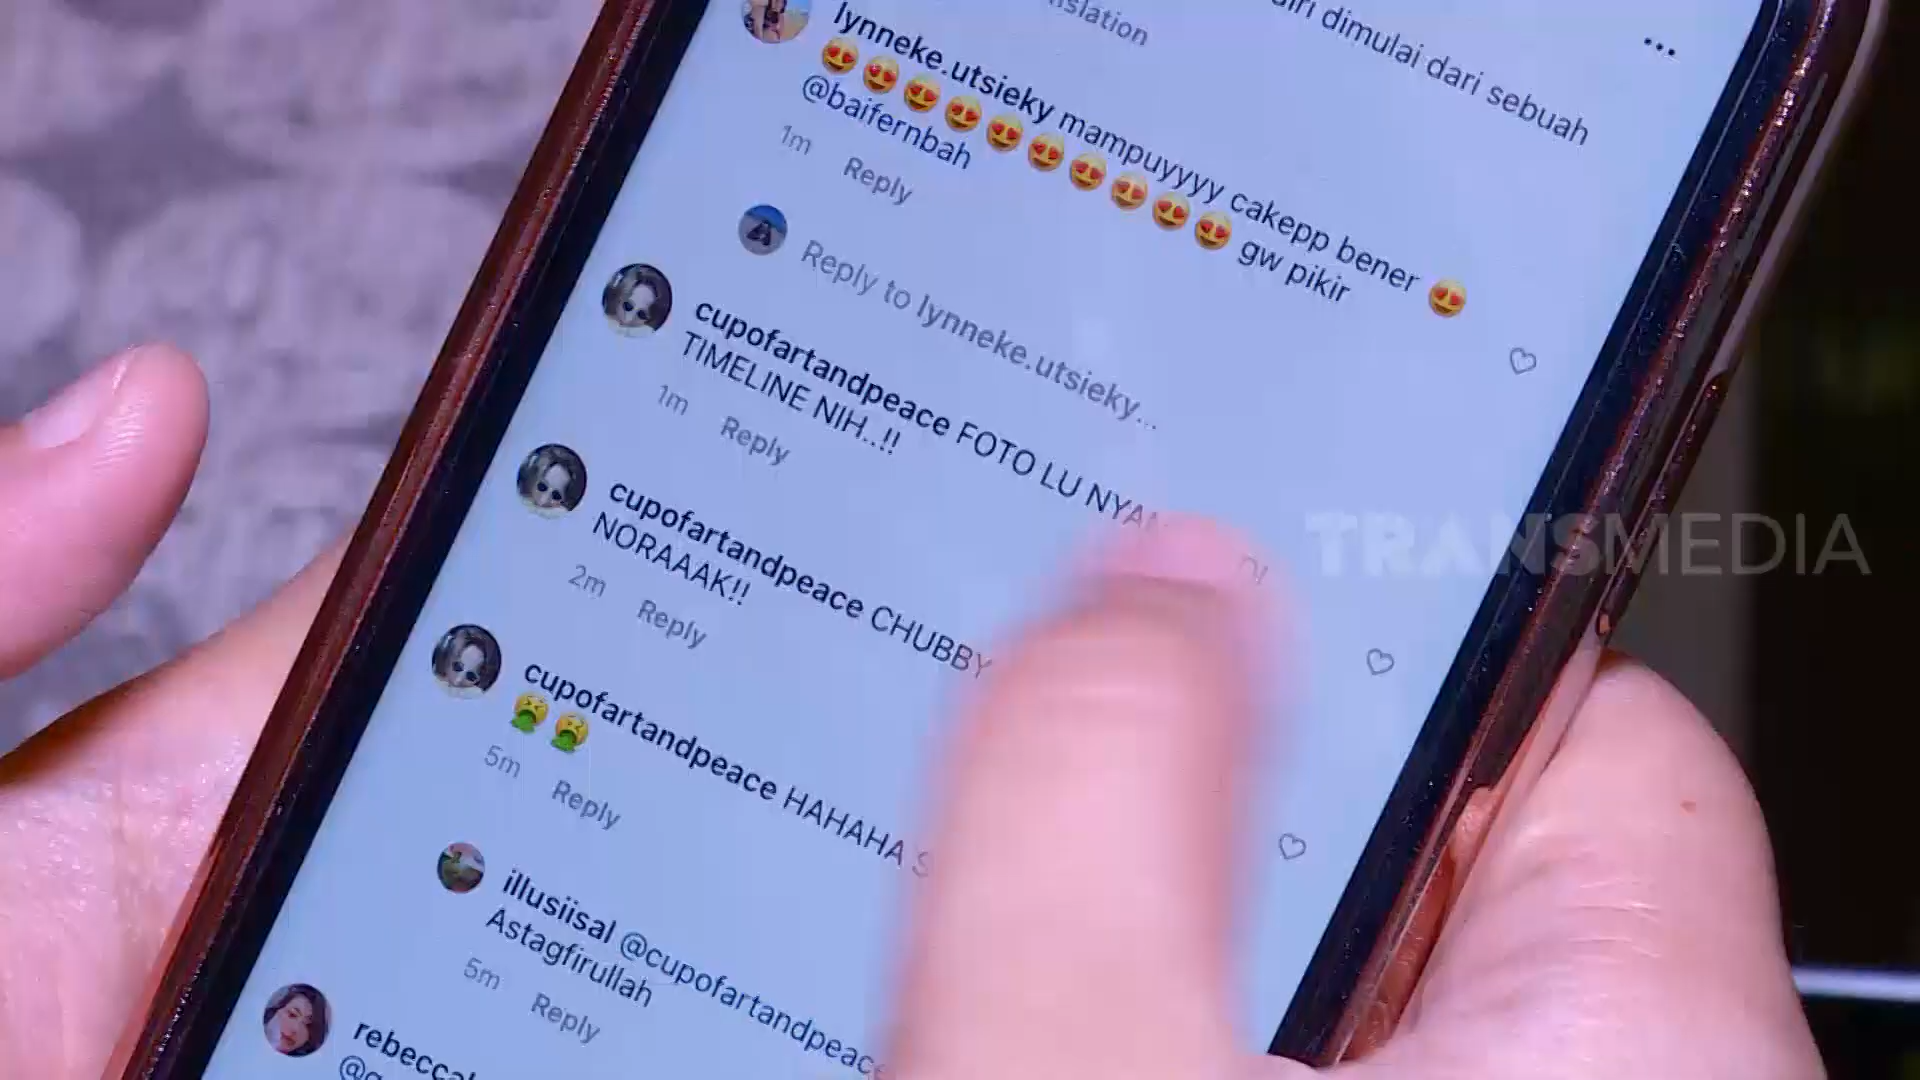 diri dimulai dari sebuah
lynneke.utsieky mampuyyyy cakepp bener 😍
😍😍😍😍😍😍😍😍😍😍 gw pikir
@baifernbah
1m Reply
Reply to lynneke.utsieky...
cupofartandpeace FOTO LU
TIMELINE NIH..!!
1m Reply
cupofartandpeace CHUBBY
NORAAAK!!
2m Reply
cupofartandpeace HAHAHA
🤮🤮
5m Reply
illusiisal @cupofartandpeace
Astagfirullah
5m Reply
TRANSMEDIA